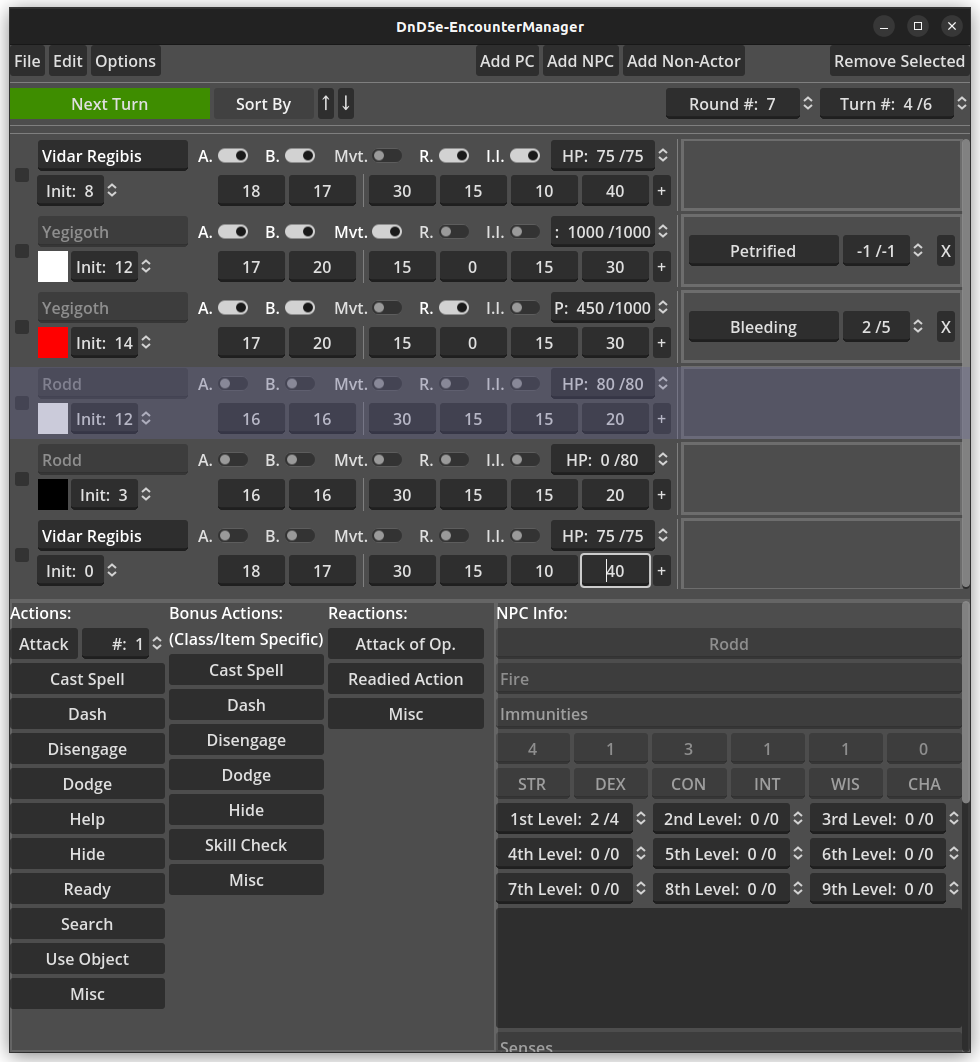 DnD5e-EncounterManager
File Edit Options Add PC Add NPC Add Non-Actor Remove Selected
Next Turn Sort By ↑ ↓ Round #: 7 Turn #: 4 /6
Vidar Regibis A. B. Mvt. R. I.I. HP: 75 /75
Init: 8 18 17 30 15 10 40 +
Yegigoth A. B. Mvt. R. I.I. : 1000 /1000
Petrified -1 /-1 X
Init: 12 17 20 15 0 15 30 +
Yegigoth A. B. Mvt. R. I.I. P: 450 /1000
Bleeding 2 /5 X
Init: 14 17 20 15 0 15 30 +
Rodd A. B. Mvt. R. I.I. HP: 80 /80
Init: 12 16 16 30 15 15 20 +
Rodd A. B. Mvt. R. I.I. HP: 0 /80
Init: 3 16 16 30 15 15 20 +
Vidar Regibis A. B. Mvt. R. I.I. HP: 75 /75
Init: 0 18 17 30 15 10 40 +
Actions:
Attack #: 1
Cast Spell
Dash
Disengage
Dodge
Help
Hide
Ready
Search
Use Object
Misc
Bonus Actions:
(Class/Item Specific)
Cast Spell
Dash
Disengage
Dodge
Hide
Skill Check
Misc
Reactions:
Attack of Op.
Readied Action
Misc
NPC Info:
Rodd
Fire
Immunities
4 1 3 1 1 0
STR DEX CON INT WIS CHA
1st Level: 2 /4 2nd Level: 0 /0 3rd Level: 0 /0
4th Level: 0 /0 5th Level: 0 /0 6th Level: 0 /0
7th Level: 0 /0 8th Level: 0 /0 9th Level: 0 /0
Senses